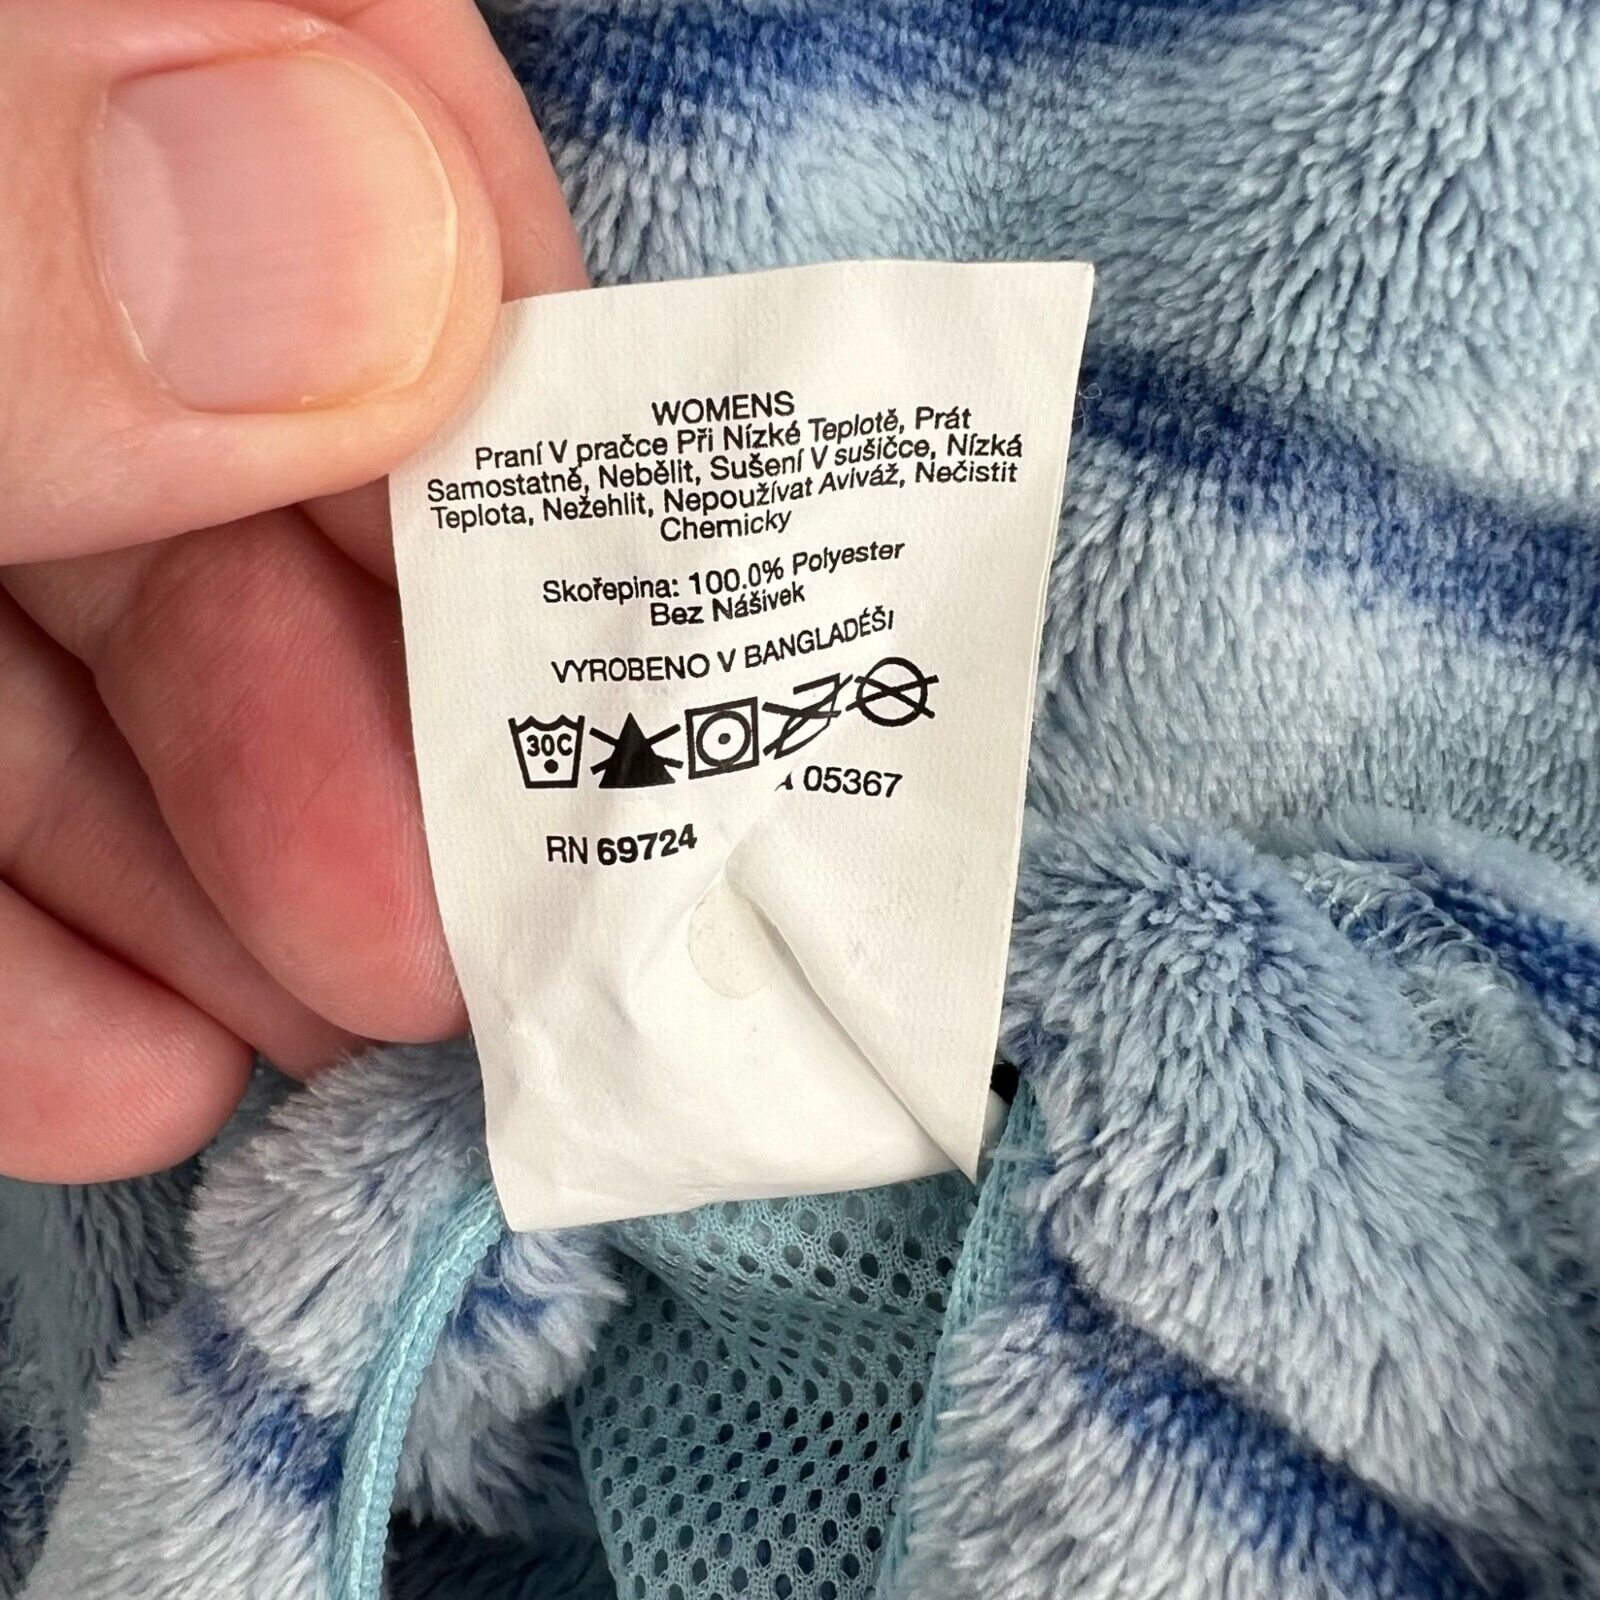 WOMENS
Praní V pračce Při Nízké Teplotě, Prát
Samostatně, Nebělit, Sušení V sušičce, Nízká
Teplota, Nežehlit, Nepoužívat Aviváž, Nečistit
Chemicky
Skořepina: 100.0% Polyester
Bez Nášivek
VYROBENO V BANGLADÉŠI
30C
05367
RN 69724